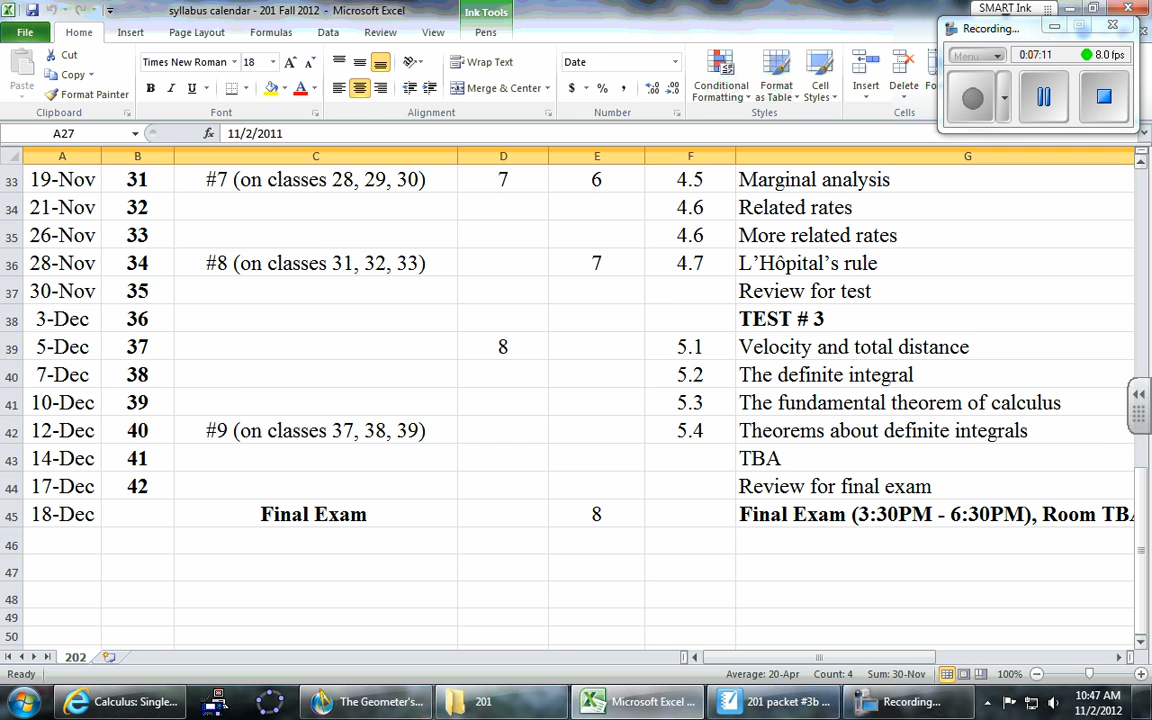 syllabus calendar - 201 Fall 2012 - Microsoft Excel
Ink Tools
SMART Ink
File Home Insert Page Layout Formulas Data Review View Pens
Recording...
Menu 0:07:11 8.0 fps
Paste
Cut
Copy
Format Painter
Times New Roman 18
B I U
Wrap Text
Merge & Center
Date
$ % ,
Conditional Formatting
Format as Table
Cell Styles
Insert
Delete
Clipboard Font Alignment Number Styles Cells
A27 fx 11/2/2011
A B C D E F G
33 19-Nov 31 #7 (on classes 28, 29, 30) 7 6 4.5 Marginal analysis
34 21-Nov 32 4.6 Related rates
35 26-Nov 33 4.6 More related rates
36 28-Nov 34 #8 (on classes 31, 32, 33) 7 4.7 L’Hôpital’s rule
37 30-Nov 35 Review for test
38 3-Dec 36 TEST # 3
39 5-Dec 37 8 5.1 Velocity and total distance
40 7-Dec 38 5.2 The definite integral
41 10-Dec 39 5.3 The fundamental theorem of calculus
42 12-Dec 40 #9 (on classes 37, 38, 39) 5.4 Theorems about definite integrals
43 14-Dec 41 TBA
44 17-Dec 42 Review for final exam
45 18-Dec Final Exam 8 Final Exam (3:30PM - 6:30PM), Room TBA
46
47
48
49
50
202
Ready Average: 20-Apr Count: 4 Sum: 30-Nov 100%
Calculus: Single... The Geometer's... 201 Microsoft Excel ... 201 packet #3b ... Recording...
10:47 AM
11/2/2012